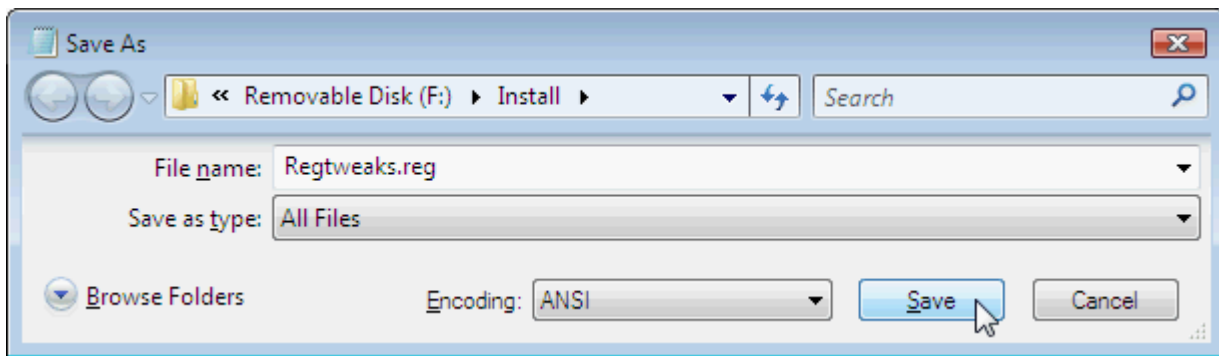 Save As
« Removable Disk (F:) ▸ Install ▸ Search
File name: Regtweaks.reg
Save as type: All Files
Browse Folders Encoding: ANSI Save Cancel